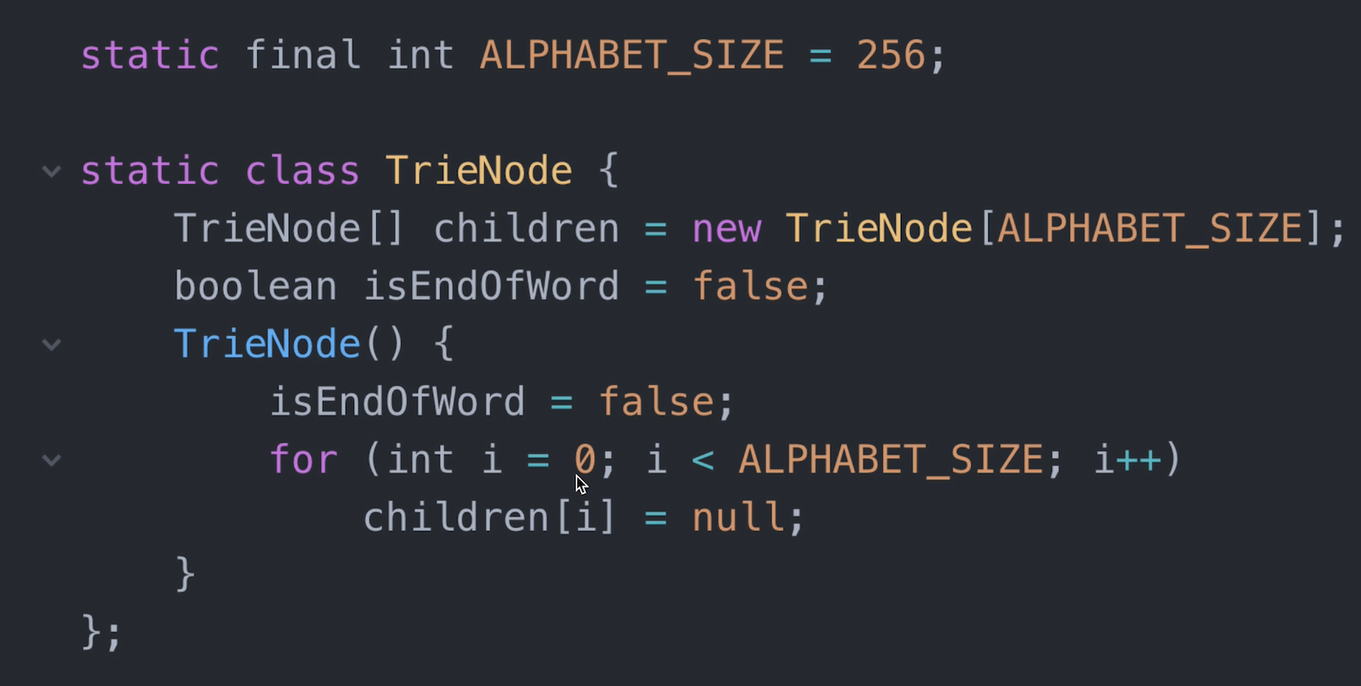 static final int ALPHABET_SIZE = 256;
static class TrieNode {
TrieNode[] children = new TrieNode[ALPHABET_SIZE];
boolean isEndOfWord = false;
TrieNode() {
isEndOfWord = false;
for (int i = 0; i < ALPHABET_SIZE; i++)
children[i] = null;
}
};